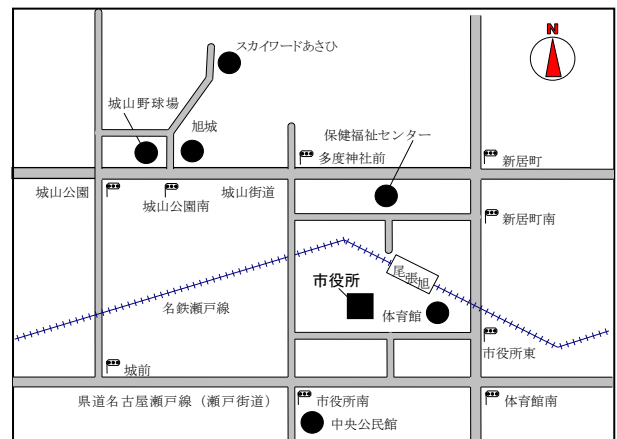 スカイワードあさひ
N
城山野球場
旭城
保健福祉センター
多度神社前
新居町
城山公園
城山公園南
城山街道
新居町南
尾張旭
市役所
名鉄瀬戸線
体育館
市役所東
城前
県道名古屋瀬戸線（瀬戸街道）
市役所南
体育館南
中央公民館